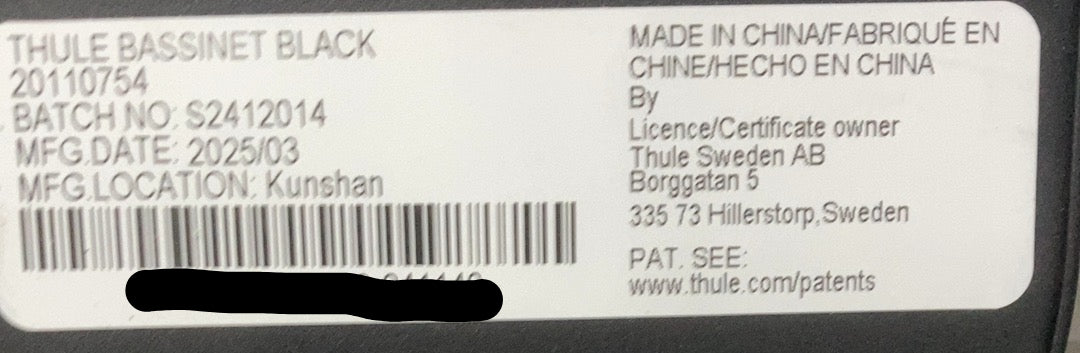 THULE BASSINET BLACK
20110754
BATCH NO: S2412014
MFG.DATE: 2025/03
MFG.LOCATION: Kunshan
MADE IN CHINA/FABRIQUÉ EN
CHINE/HECHO EN CHINA
By
Licence/Certificate owner
Thule Sweden AB
Borggatan 5
335 73 Hillerstorp,Sweden
PAT. SEE:
www.thule.com/patents